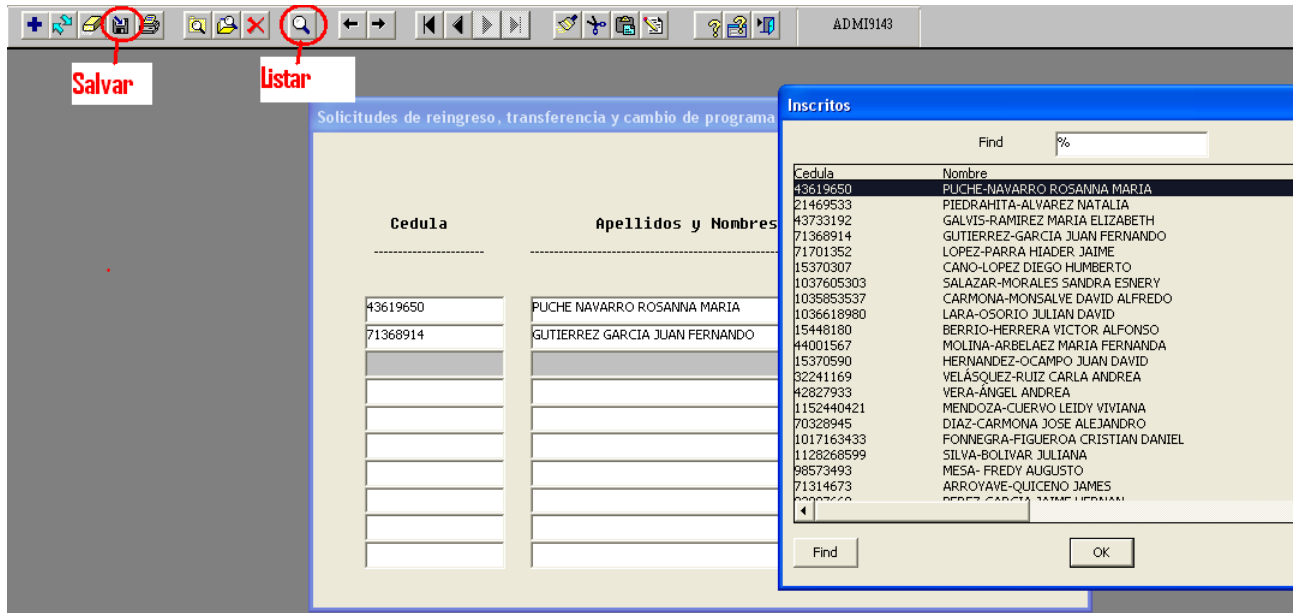 ADMI9143
Salvar
listar
Solicitudes de reingreso, transferencia y cambio de programa
Cedula Apellidos y Nombres
43619650 PUCHE NAVARRO ROSANNA MARIA
71368914 GUTIERREZ GARCIA JUAN FERNANDO
Inscritos
Find %
Cedula Nombre
43619650 PUCHE-NAVARRO ROSANNA MARIA
21469533 PIEDRAHITA-ALVAREZ NATALIA
43733192 GALVIS-RAMIREZ MARIA ELIZABETH
71368914 GUTIERREZ-GARCIA JUAN FERNANDO
71701352 LOPEZ-PARRA HIADER JAIME
15370307 CANO-LOPEZ DIEGO HUMBERTO
1037605303 SALAZAR-MORALES SANDRA ESNERY
1035853537 CARMONA-MONSALVE DAVID ALFREDO
1036618980 LARA-OSORIO JULIAN DAVID
15448180 BERRIO-HERRERA VICTOR ALFONSO
44001567 MOLINA-ARBELAEZ MARIA FERNANDA
15370590 HERNANDEZ-OCAMPO JUAN DAVID
32241169 VELÁSQUEZ-RUIZ CARLA ANDREA
42827933 VERA-ÁNGEL ANDREA
1152440421 MENDOZA-CUERVO LEIDY VIVIANA
70328945 DIAZ-CARMONA JOSE ALEJANDRO
1017163433 FONNEGRA-FIGUEROA CRISTIAN DANIEL
1128268599 SILVA-BOLIVAR JULIANA
98573493 MESA- FREDY AUGUSTO
71314673 ARROYAVE-QUICENO JAMES
PEREZ-GARCIA JAIME HERNAN
Find OK